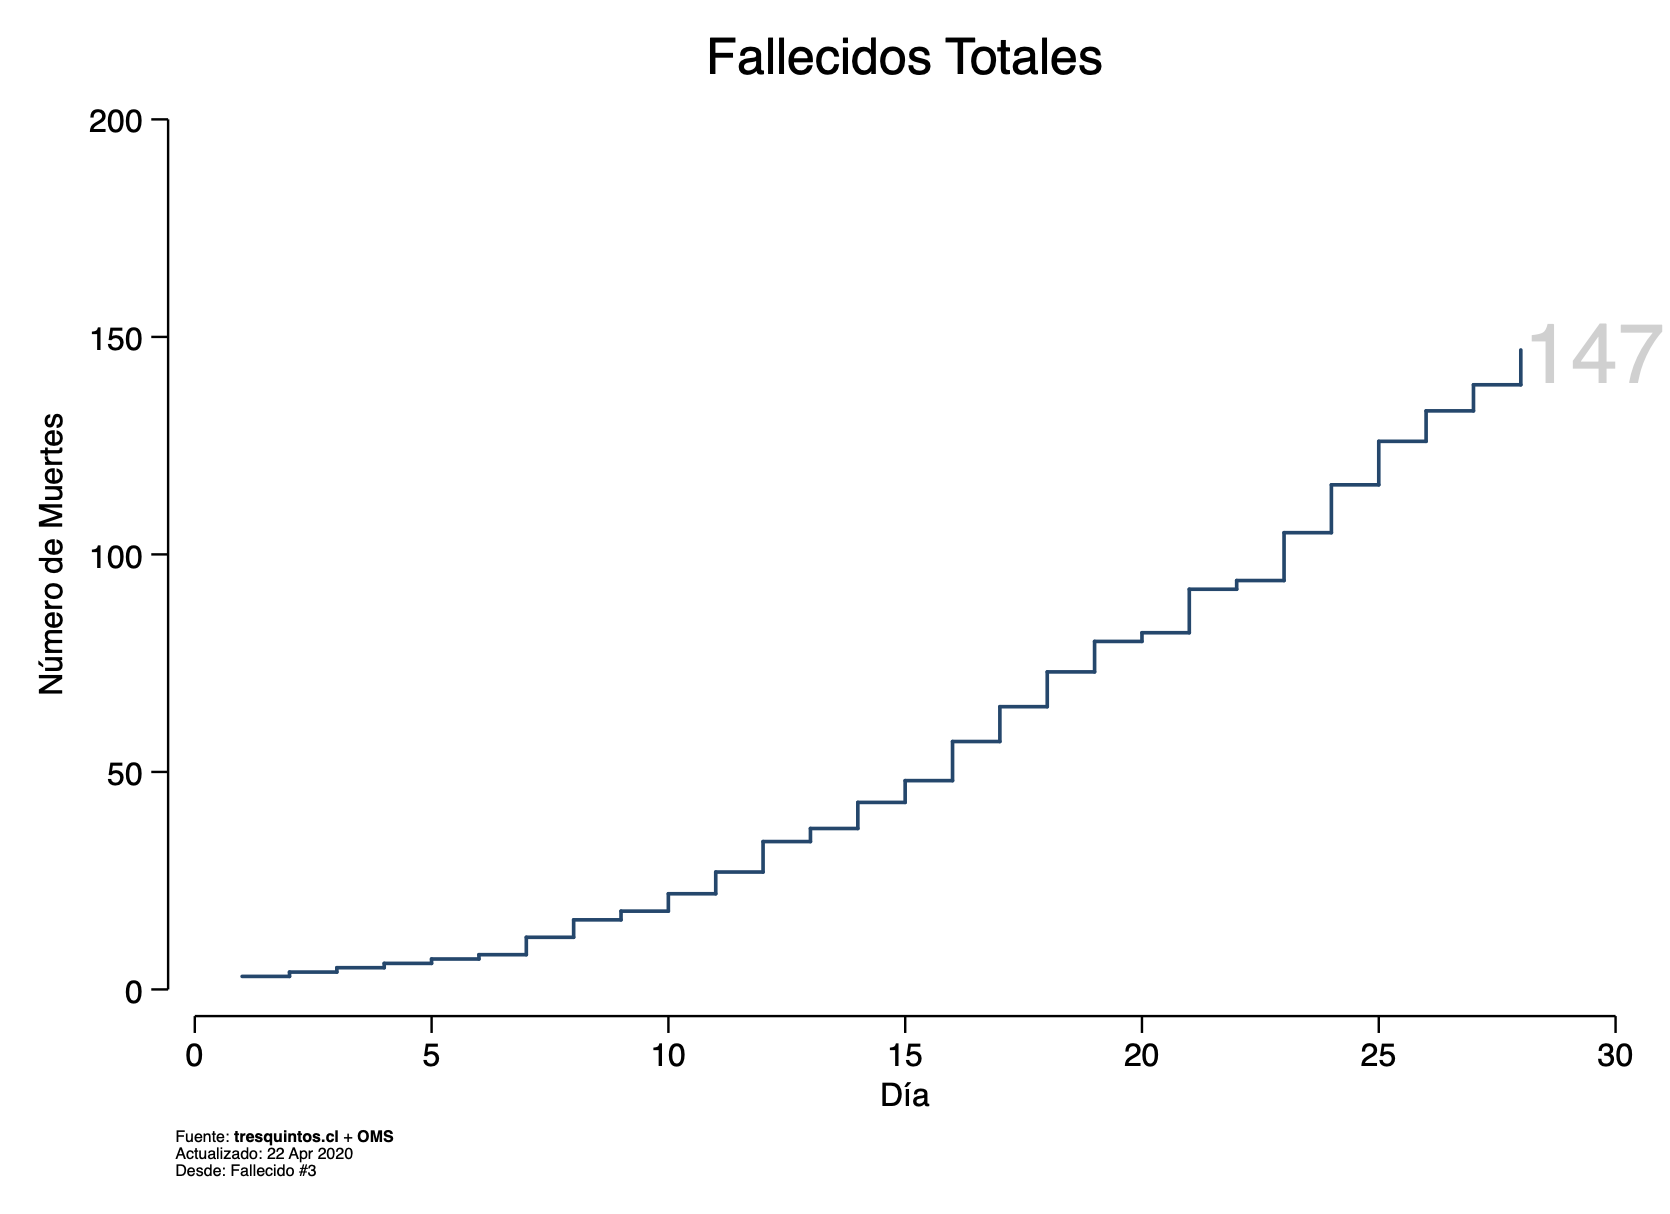 Fallecidos Totales
200
150
100
50
0
Número de Muertes
147
0 5 10 15 20 25 30
Día
Fuente: tresquintos.cl + OMS
Actualizado: 22 Apr 2020
Desde: Fallecido #3